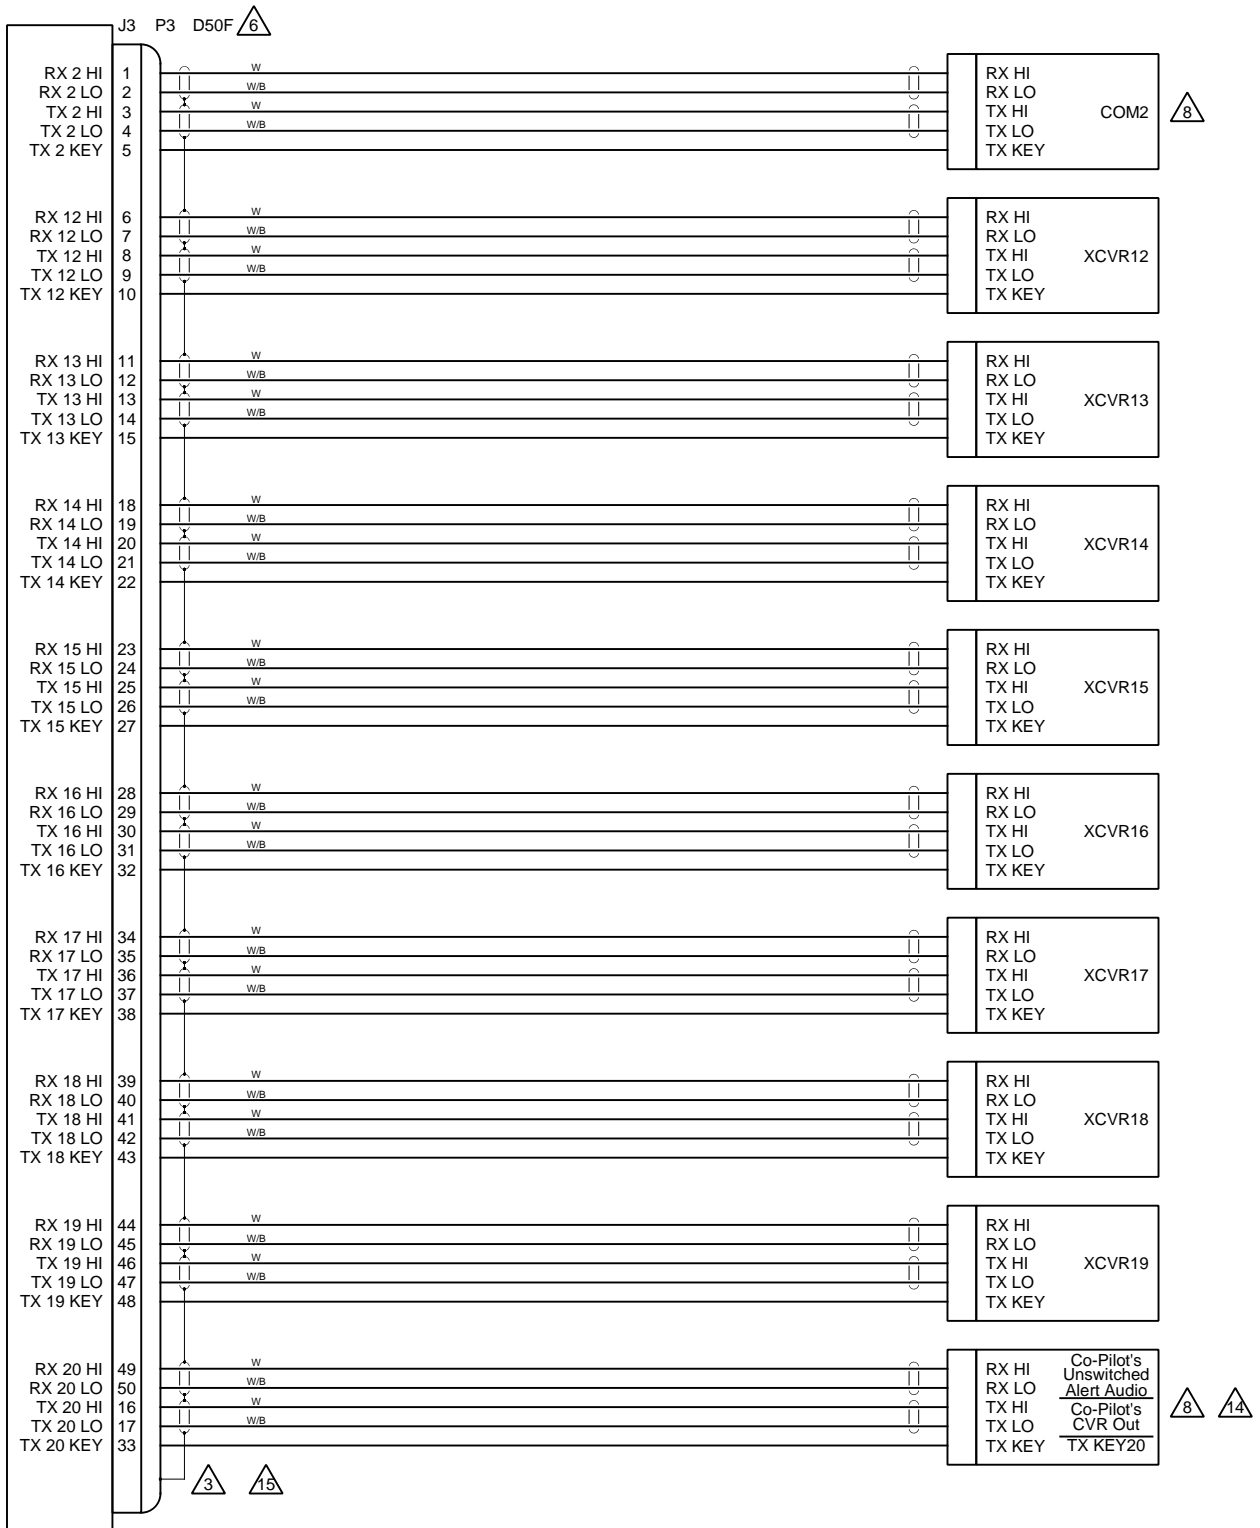 J3 P3 D50F 6
RX 2 HI 1 W RX HI
RX 2 LO 2 W/B RX LO
TX 2 HI 3 W TX HI COM2 8
TX 2 LO 4 W/B TX LO
TX 2 KEY 5 TX KEY
RX 12 HI 6 W RX HI
RX 12 LO 7 W/B RX LO
TX 12 HI 8 W TX HI XCVR12
TX 12 LO 9 W/B TX LO
TX 12 KEY 10 TX KEY
RX 13 HI 11 W RX HI
RX 13 LO 12 W/B RX LO
TX 13 HI 13 W TX HI XCVR13
TX 13 LO 14 W/B TX LO
TX 13 KEY 15 TX KEY
RX 14 HI 18 W RX HI
RX 14 LO 19 W/B RX LO
TX 14 HI 20 W TX HI XCVR14
TX 14 LO 21 W/B TX LO
TX 14 KEY 22 TX KEY
RX 15 HI 23 W RX HI
RX 15 LO 24 W/B RX LO
TX 15 HI 25 W TX HI XCVR15
TX 15 LO 26 W/B TX LO
TX 15 KEY 27 TX KEY
RX 16 HI 28 W RX HI
RX 16 LO 29 W/B RX LO
TX 16 HI 30 W TX HI XCVR16
TX 16 LO 31 W/B TX LO
TX 16 KEY 32 TX KEY
RX 17 HI 34 W RX HI
RX 17 LO 35 W/B RX LO
TX 17 HI 36 W TX HI XCVR17
TX 17 LO 37 W/B TX LO
TX 17 KEY 38 TX KEY
RX 18 HI 39 W RX HI
RX 18 LO 40 W/B RX LO
TX 18 HI 41 W TX HI XCVR18
TX 18 LO 42 W/B TX LO
TX 18 KEY 43 TX KEY
RX 19 HI 44 W RX HI
RX 19 LO 45 W/B RX LO
TX 19 HI 46 W TX HI XCVR19
TX 19 LO 47 W/B TX LO
TX 19 KEY 48 TX KEY
RX 20 HI 49 W RX HI Co-Pilot's
Unswitched
RX 20 LO 50 W/B RX LO Alert Audio
TX 20 HI 16 W TX HI Co-Pilot's 8 14
TX 20 LO 17 W/B TX LO CVR Out
TX 20 KEY 33 TX KEY TX KEY20
3 15